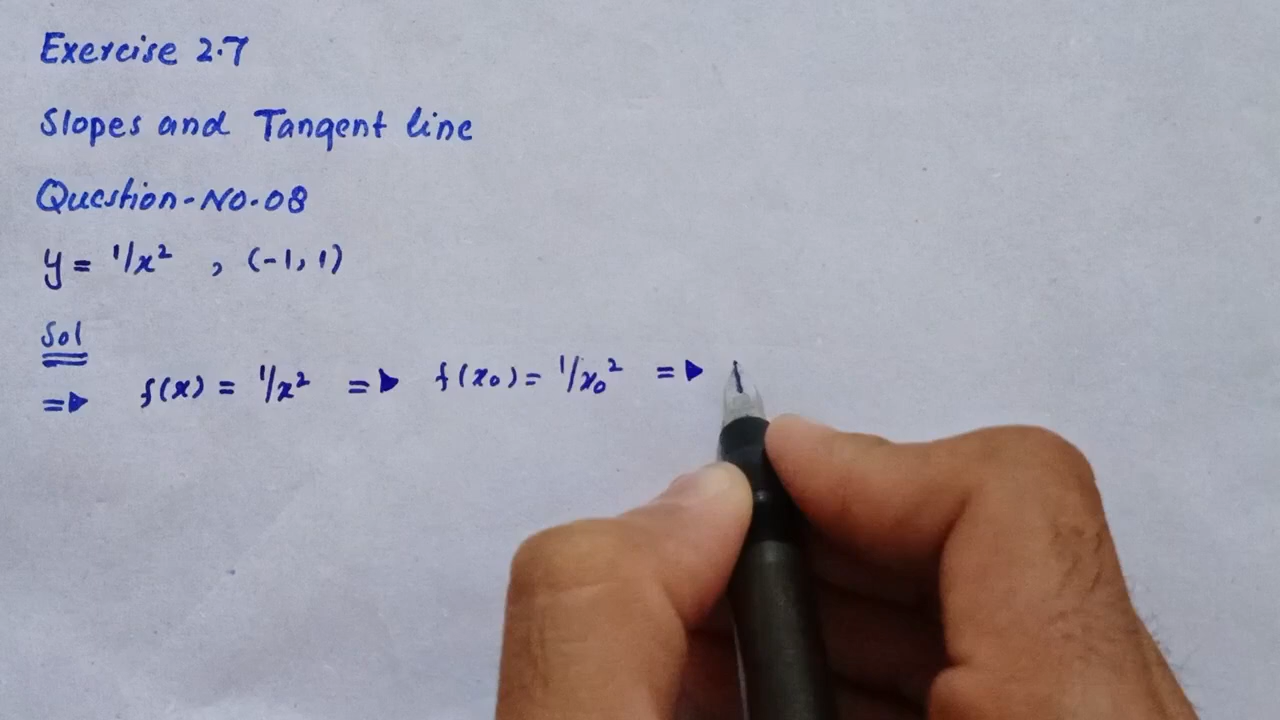 Exercise 2.7
Slopes and Tangent line
Question-No.08
y = 1/x² , (-1, 1)
Sol
⇒ f(x) = 1/x² ⇒ f(x₀) = 1/x₀² ⇒